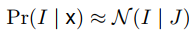 Pr(I | x) ≈ 𝒩(I | J)